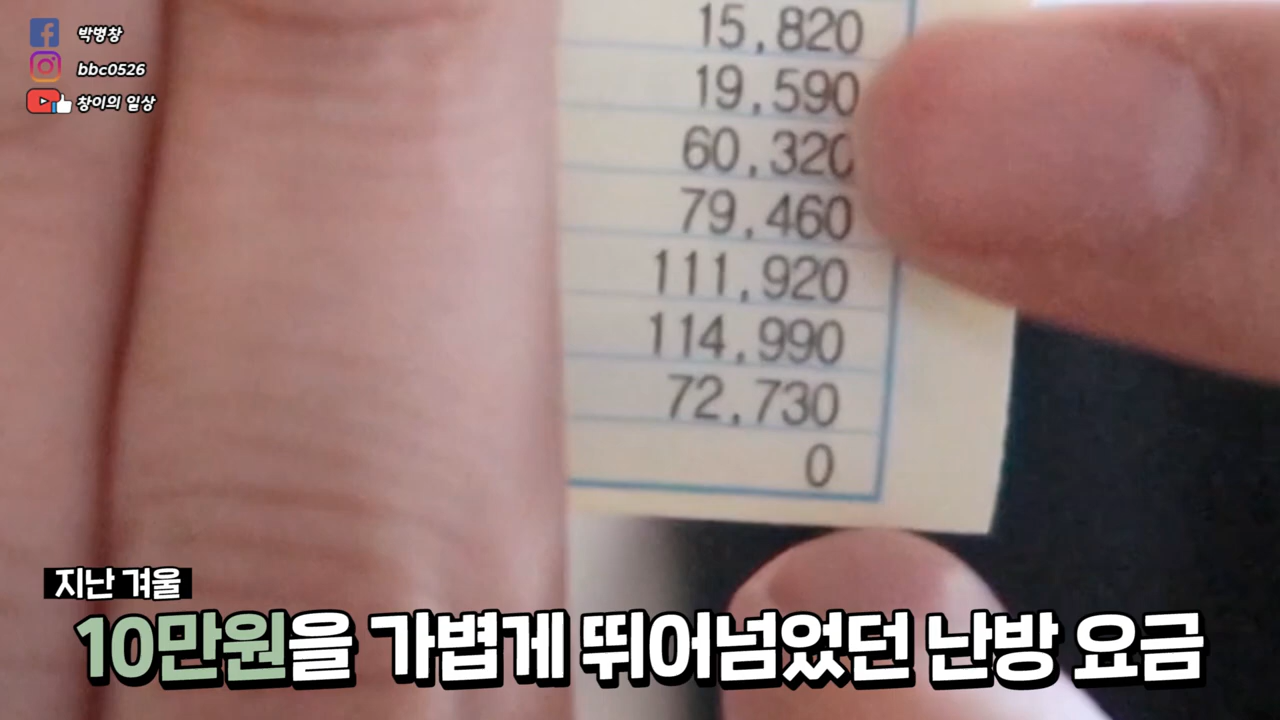 박병창
bbc0526
창이의 일상
15,820
19,590
60,320
79,460
111,920
114,990
72,730
0
지난 겨울
10만원을 가볍게 뛰어넘었던 난방 요금